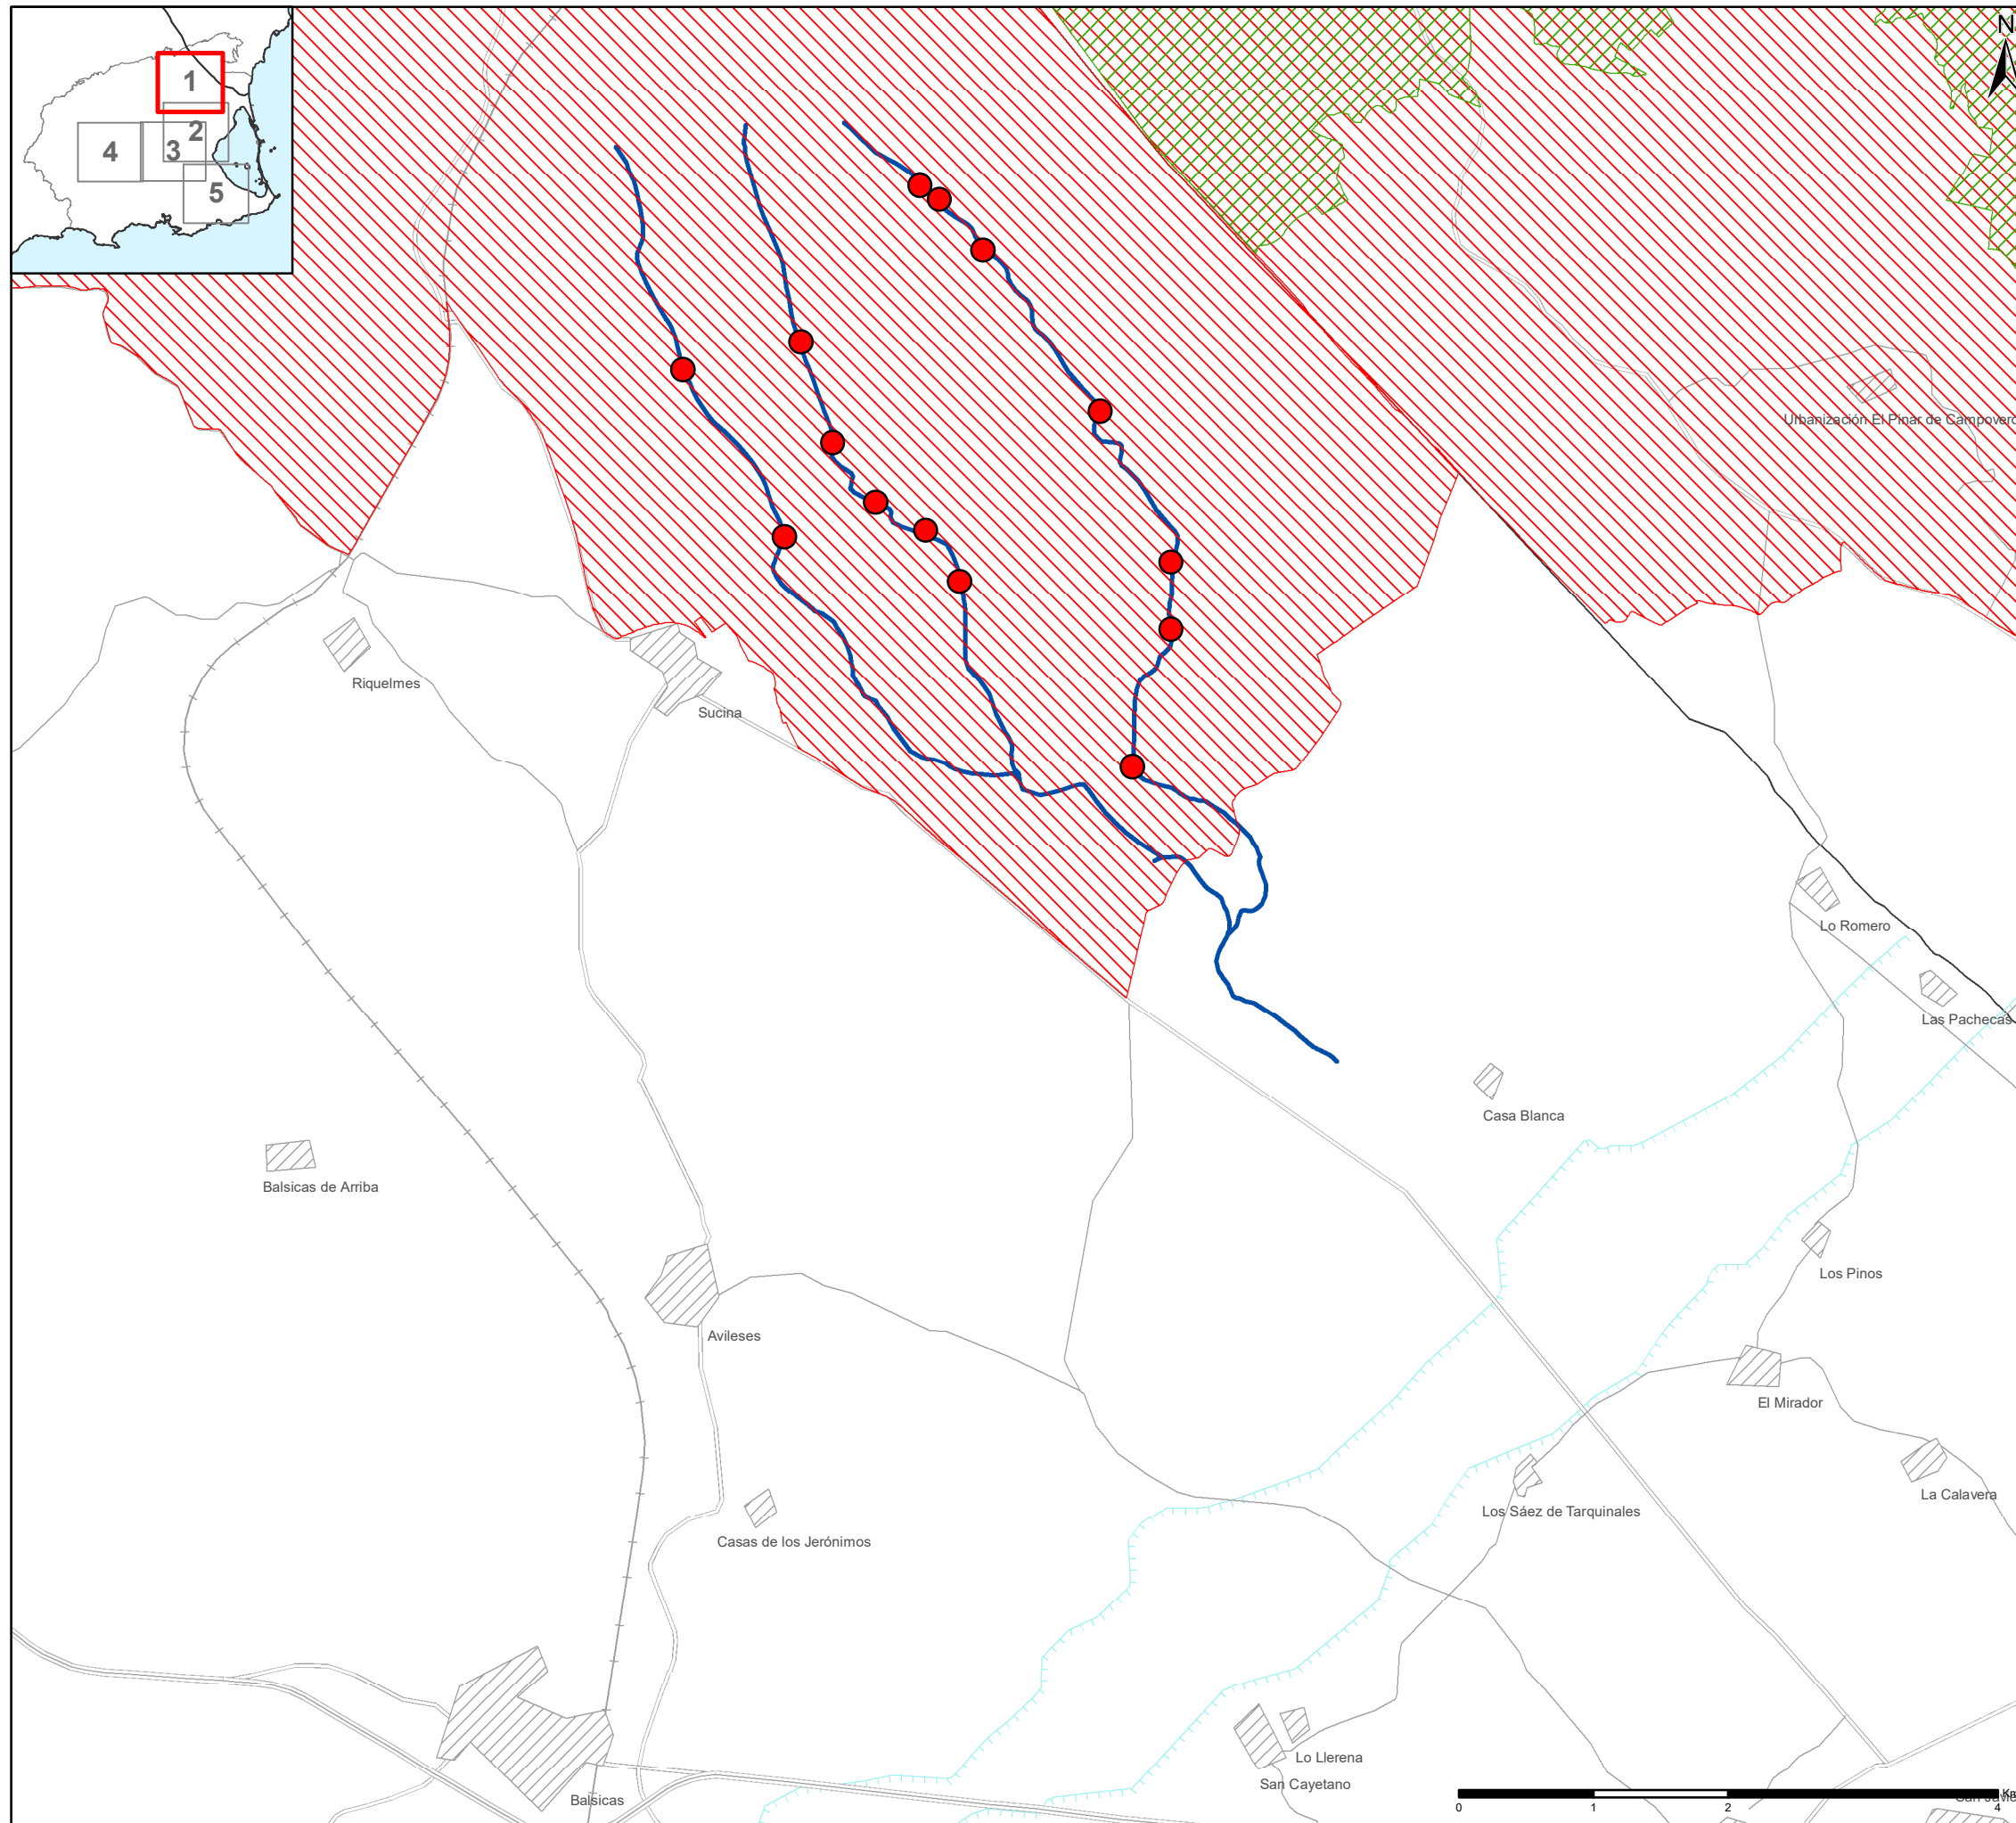 N
1
2
3
4
5
Urbanización El Pinar de Campover
Riquelmes
Sucina
Lo Romero
Las Pachecas
Casa Blanca
Balsicas de Arriba
Los Pinos
Avileses
El Mirador
La Calavera
Los Sáez de Tarquinales
Casas de los Jerónimos
Lo Llerena
San Cayetano
Balsicas
0 1 2 4